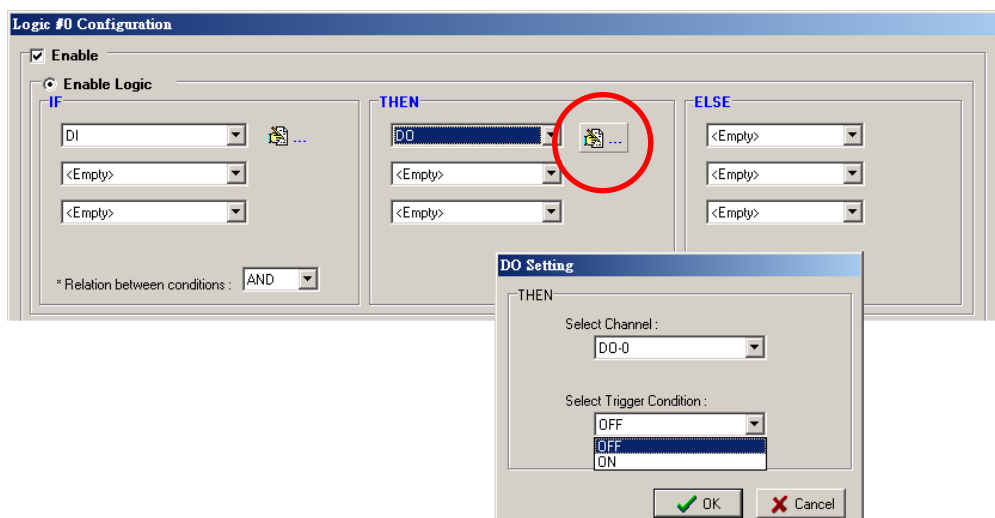 Logic #0 Configuration
Enable
Enable Logic
IF
THEN
ELSE
DI
...
DO
...
<Empty>
<Empty>
<Empty>
<Empty>
<Empty>
<Empty>
<Empty>
* Relation between conditions :
AND
DO Setting
THEN
Select Channel :
DO-0
Select Trigger Condition :
OFF
OFF
ON
OK
Cancel